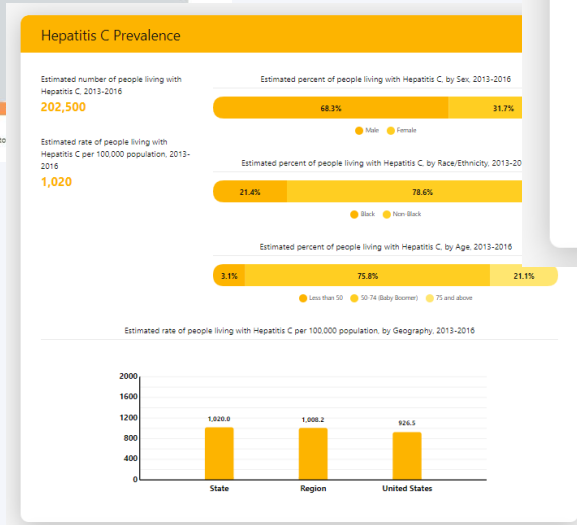 Hepatitis C Prevalence
Estimated number of people living with
Hepatitis C, 2013-2016
202,500
Estimated rate of people living with
Hepatitis C per 100,000 population, 2013-
2016
1,020
Estimated percent of people living with Hepatitis C, by Sex, 2013-2016
68.3% 31.7%
Male Female
Estimated percent of people living with Hepatitis C, by Race/Ethnicity, 2013-20
21.4% 78.6%
Black Non-Black
Estimated percent of people living with Hepatitis C, by Age, 2013-2016
3.1% 75.8% 21.1%
Less than 50 50-74 (Baby Boomer) 75 and above
Estimated rate of people living with Hepatitis C per 100,000 population, by Geography, 2013-2016
2000
1600
1200
800
400
0
1,020.0 1,008.2 926.5
State Region United States
to